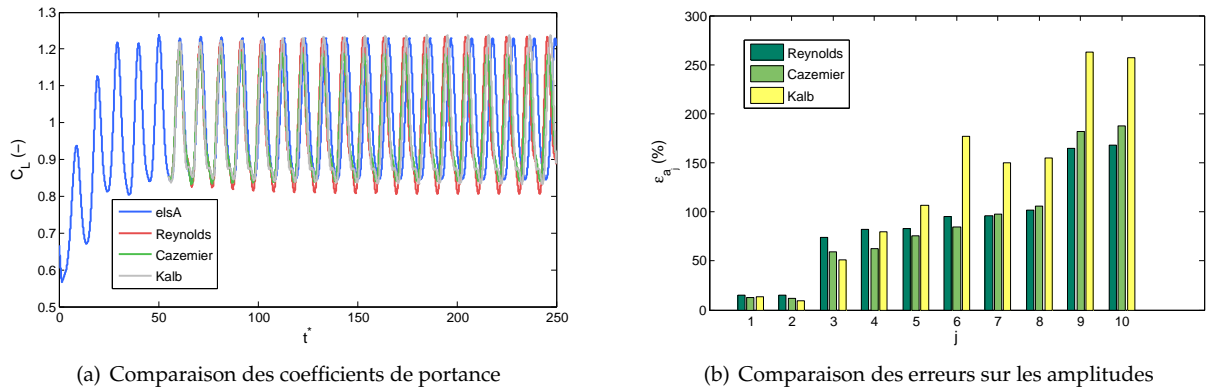 1.3
1.2
1.1
1
0.9
0.8
0.7
0.6
0.5
C_L (−)
elsA
Reynolds
Cazemier
Kalb
0 50 100 150 200 250
t*
(a) Comparaison des coefficients de portance
300
250
200
150
100
50
0
ε_{a_j} (%)
Reynolds
Cazemier
Kalb
1 2 3 4 5 6 7 8 9 10
j
(b) Comparaison des erreurs sur les amplitudes